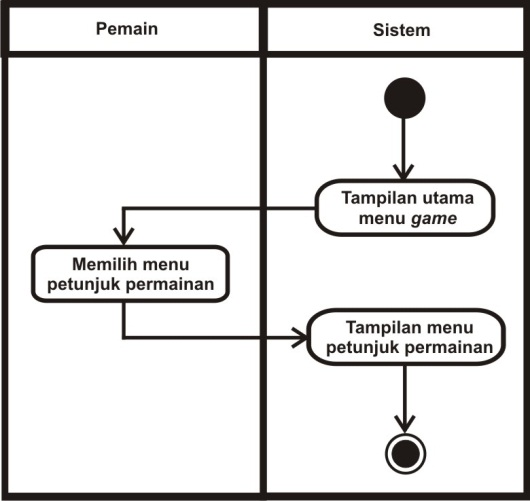 Pemain
Sistem
Tampilan utama
menu game
Memilih menu
petunjuk permainan
Tampilan menu
petunjuk permainan